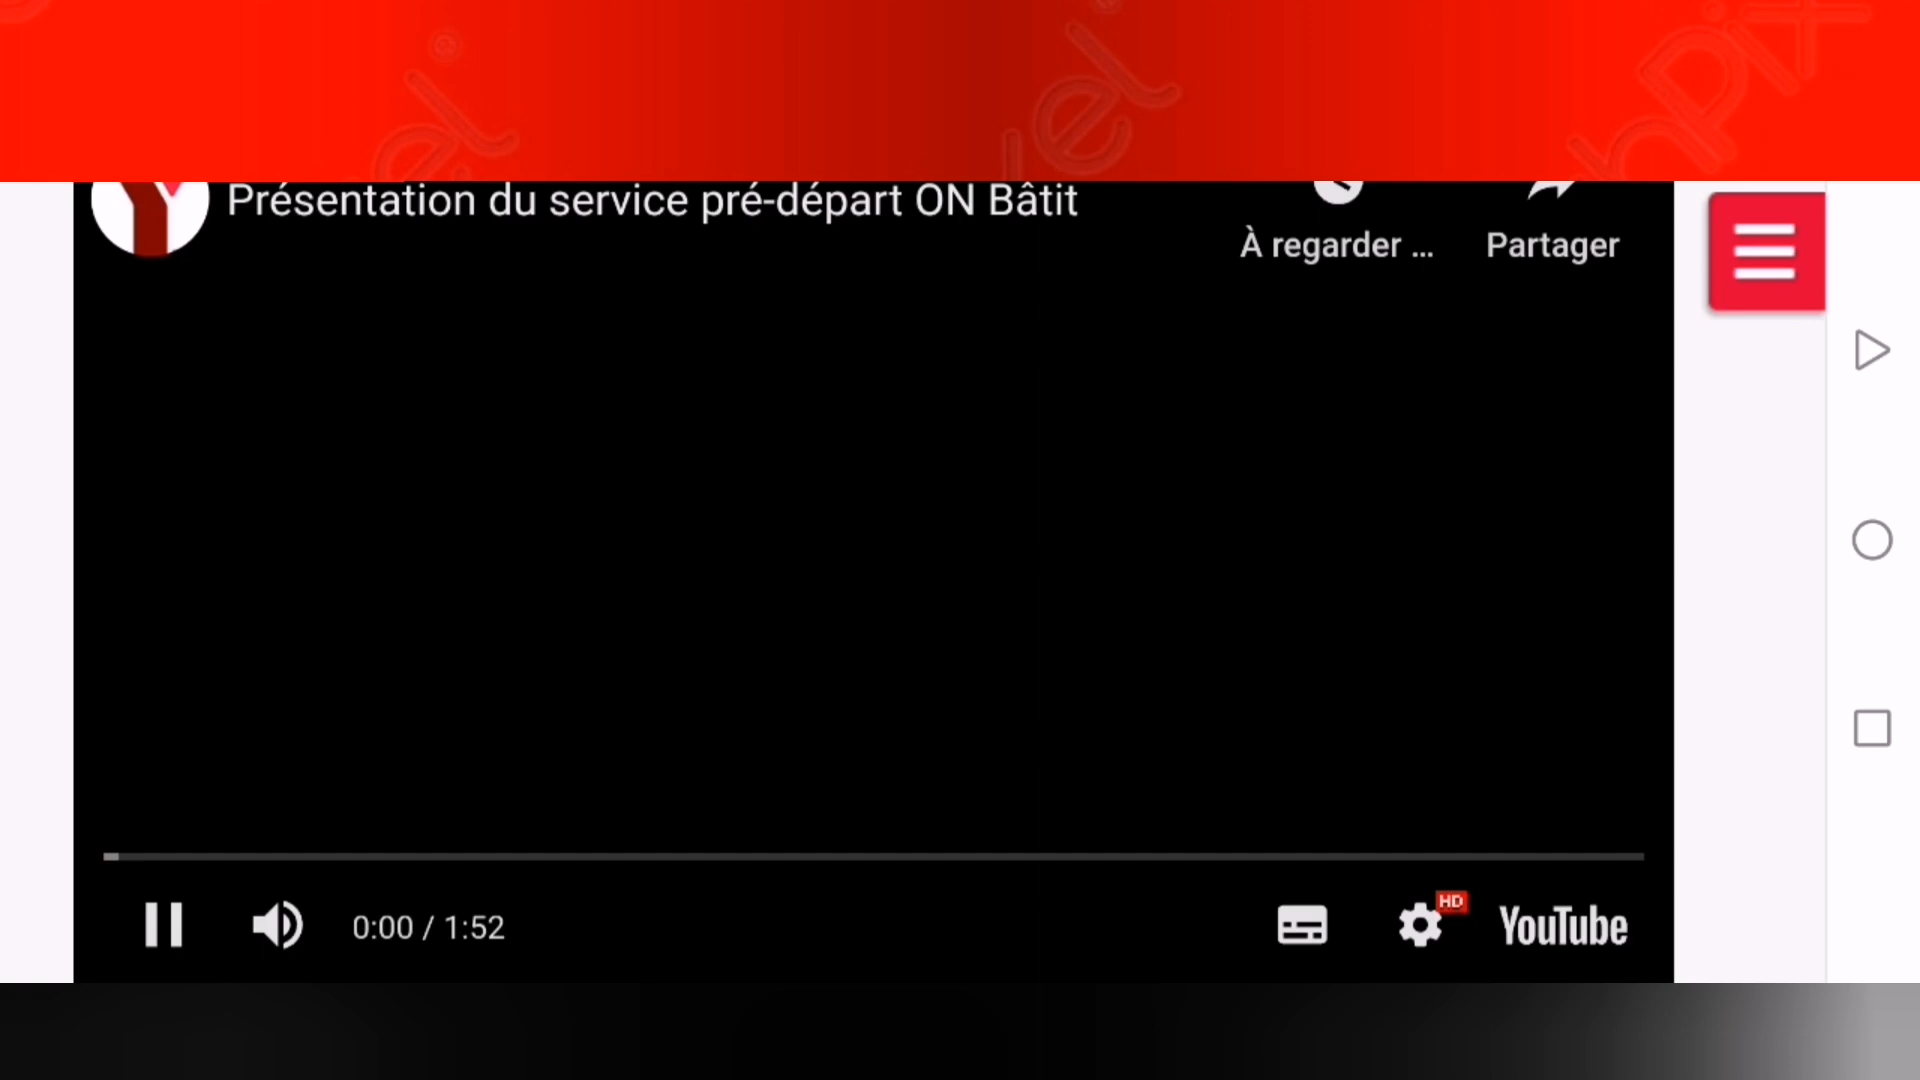 Présentation du service pré-départ ON Bâtit
À regarder ...
Partager
0:00 / 1:52
HD
YouTube